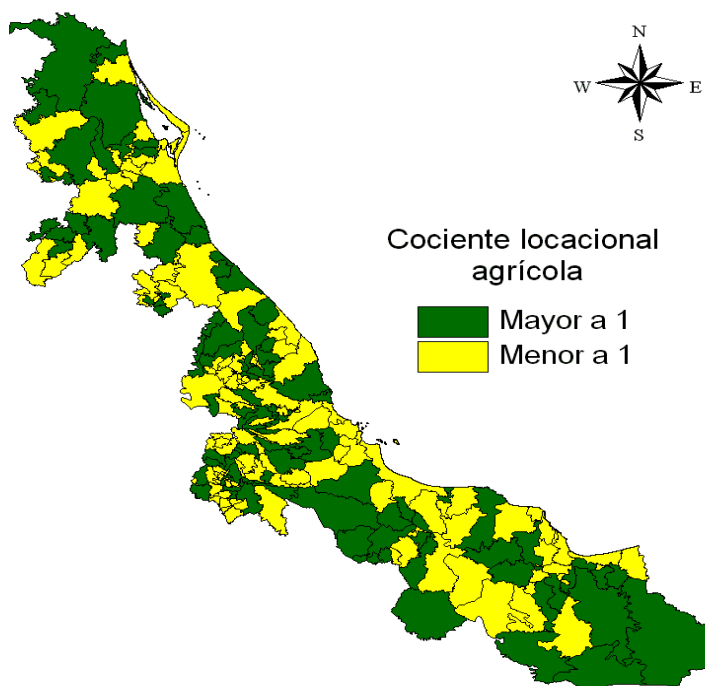 N
W E
S
Cociente locacional
agrícola
Mayor a 1
Menor a 1